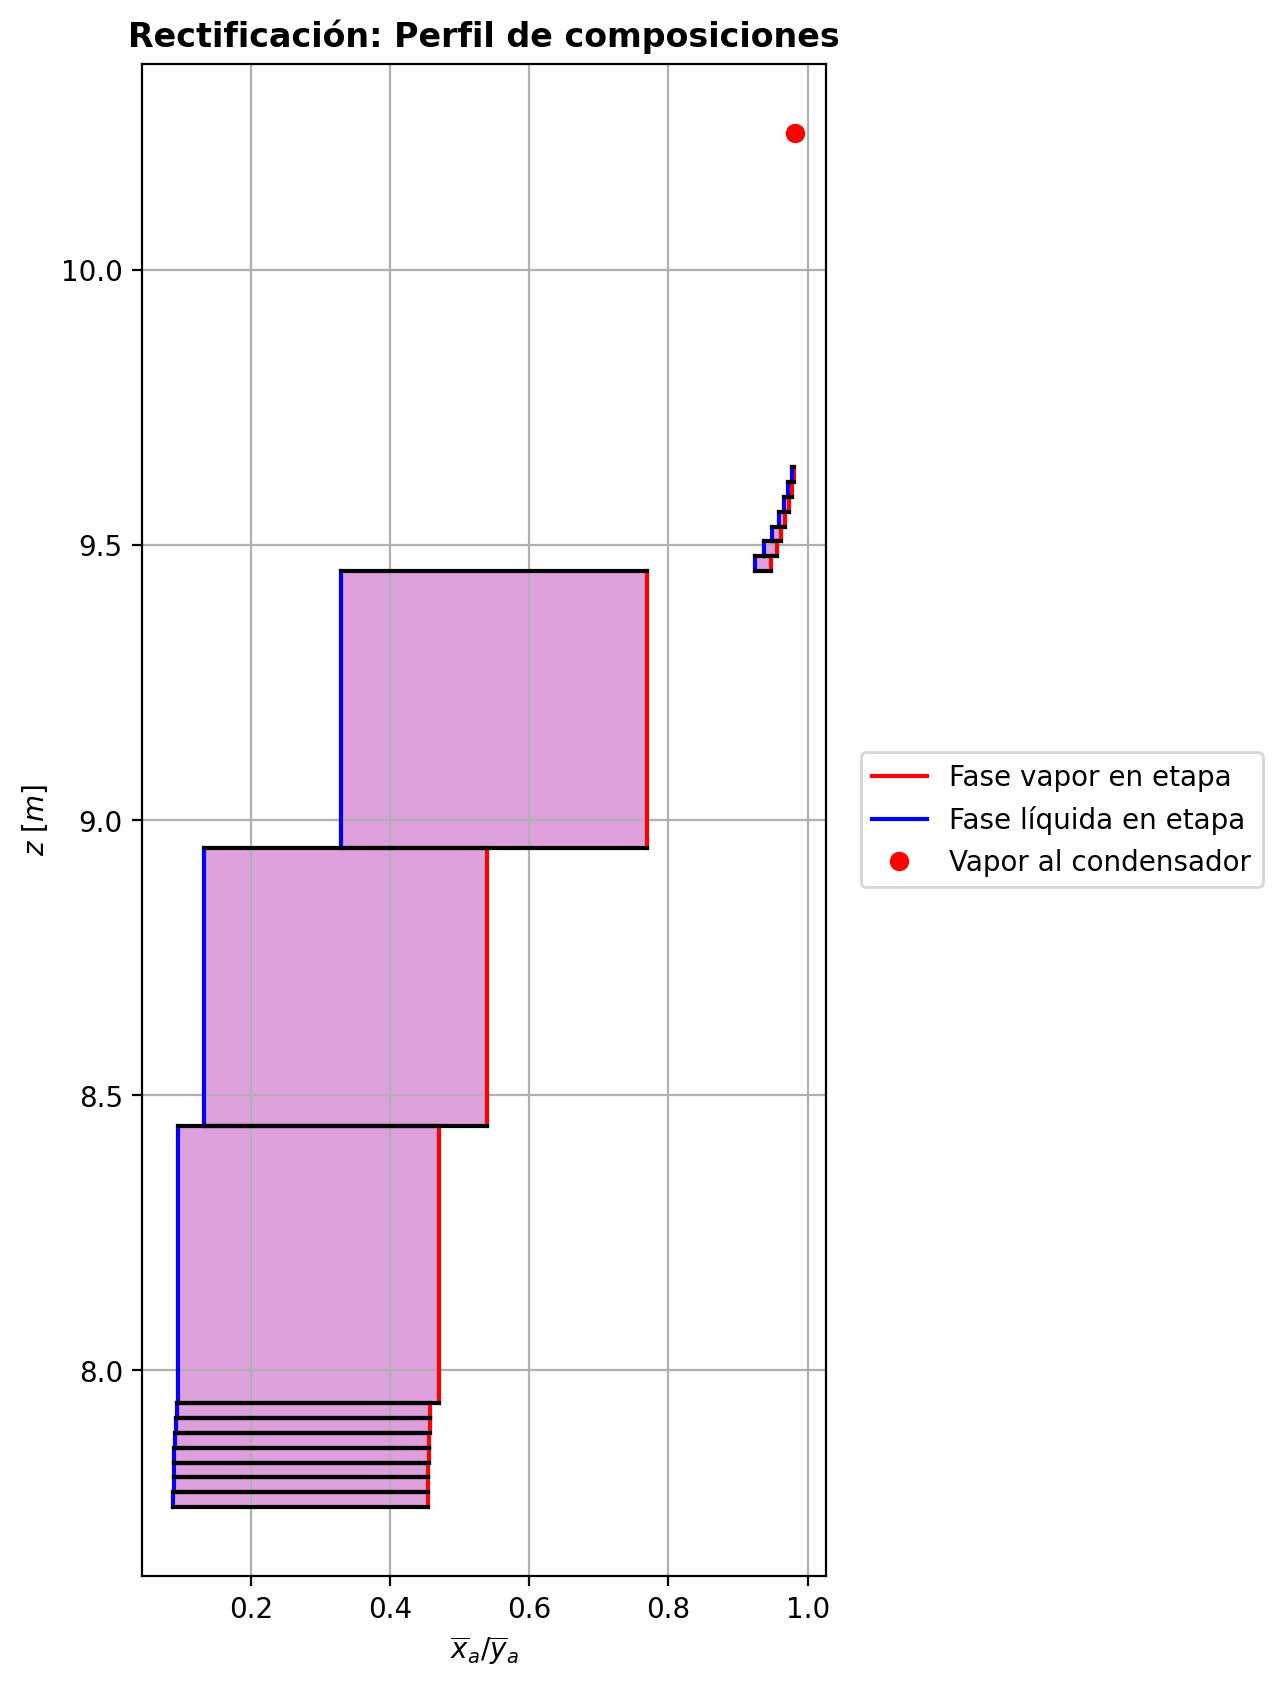 Rectificación: Perfil de composiciones
10.0
9.5
9.0
8.5
8.0
z [m]
0.2 0.4 0.6 0.8 1.0
x̅ₐ/y̅ₐ
Fase vapor en etapa
Fase líquida en etapa
Vapor al condensador